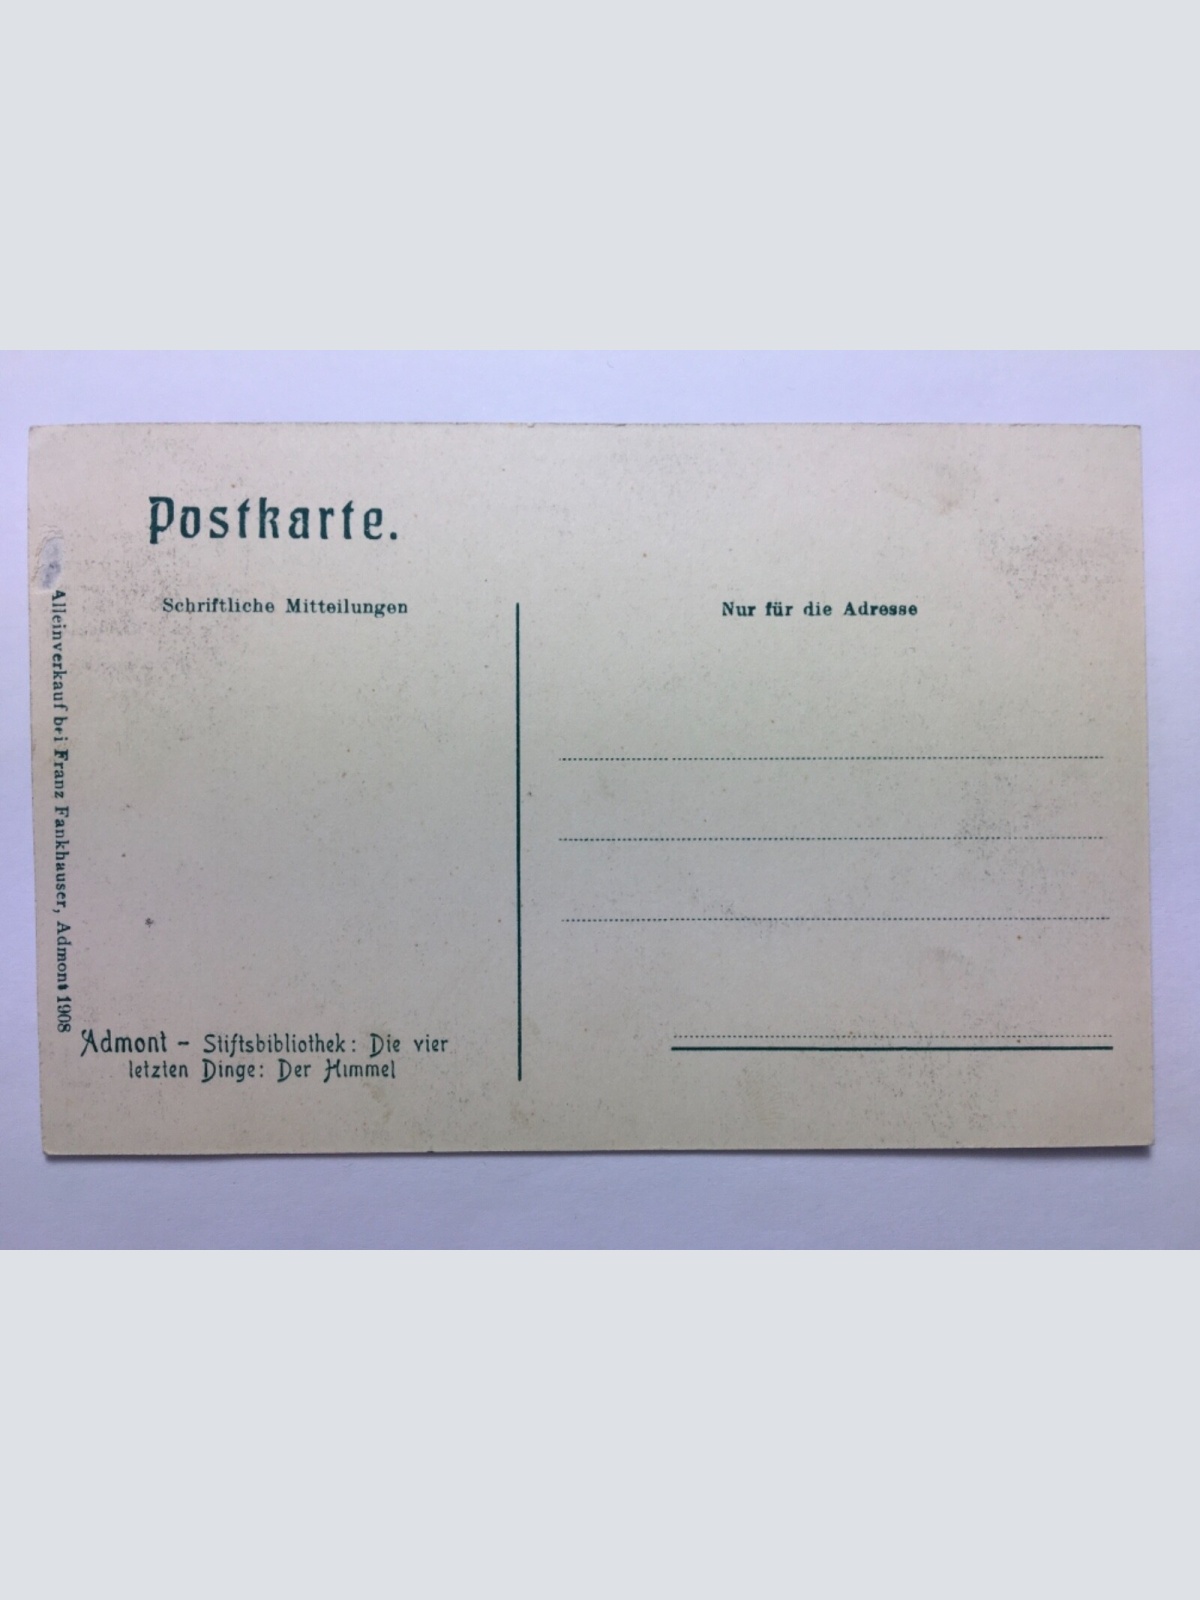 Postkarte.
Schriftliche Mitteilungen
Nur für die Adresse
Alleinverkauf bei Franz Fankhauser, Admont 1908
Admont - Stiftsbibliothek: Die vier
letzten Dinge: Der Himmel